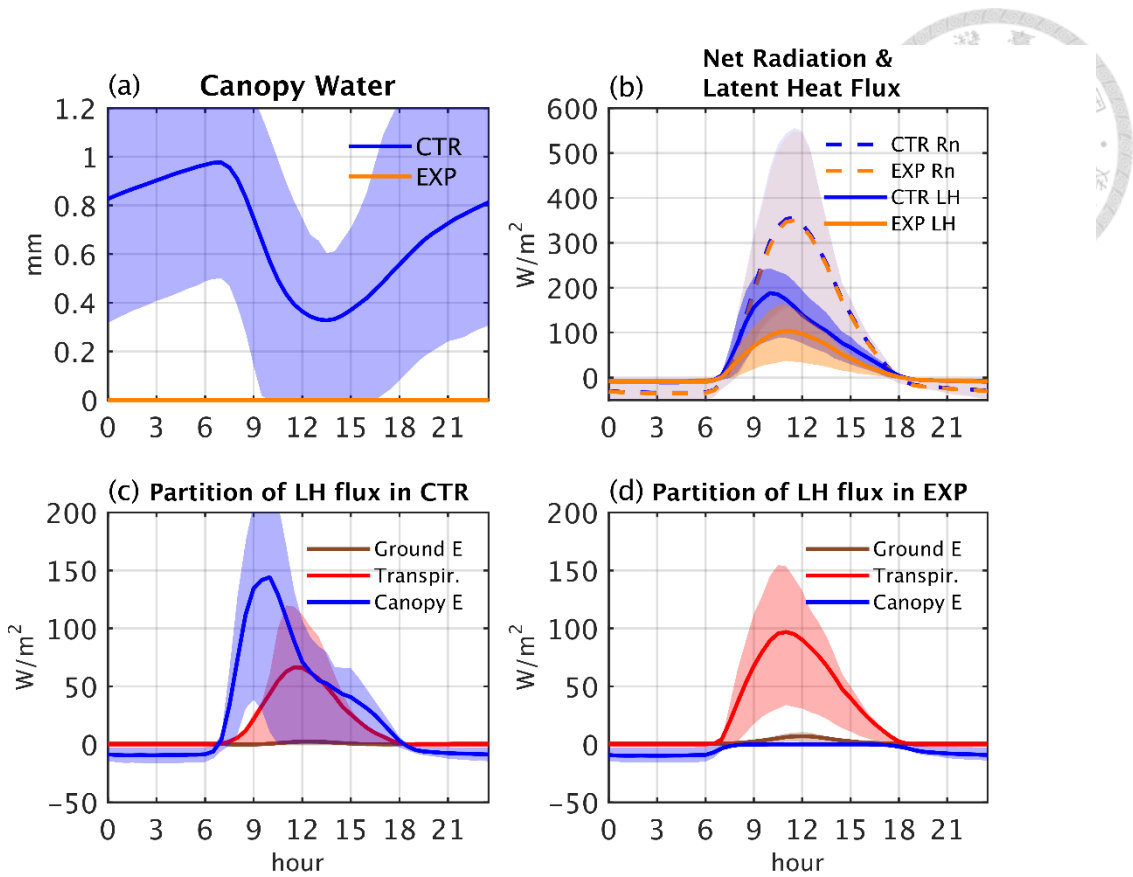 (a) Canopy Water
1.2
1
0.8
0.6
0.4
0.2
0
mm
CTR
EXP
0 3 6 9 12 15 18 21
(b) Net Radiation &
Latent Heat Flux
600
500
400
300
200
100
0
W/m²
CTR Rn
EXP Rn
CTR LH
EXP LH
0 3 6 9 12 15 18 21
(c) Partition of LH flux in CTR
200
150
100
50
0
-50
W/m²
Ground E
Transpir.
Canopy E
0 3 6 9 12 15 18 21
hour
(d) Partition of LH flux in EXP
200
150
100
50
0
-50
W/m²
Ground E
Transpir.
Canopy E
0 3 6 9 12 15 18 21
hour